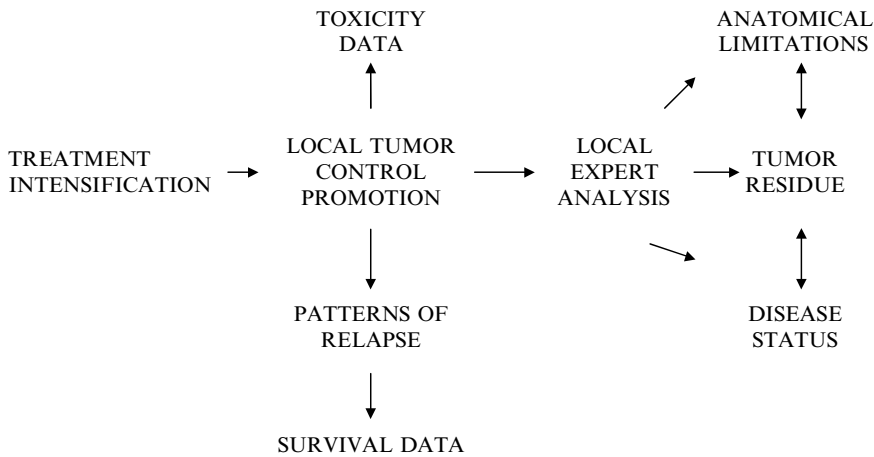 TOXICITY
DATA
ANATOMICAL
LIMITATIONS
TREATMENT
INTENSIFICATION
LOCAL TUMOR
CONTROL
PROMOTION
LOCAL
EXPERT
ANALYSIS
TUMOR
RESIDUE
PATTERNS OF
RELAPSE
DISEASE
STATUS
SURVIVAL DATA